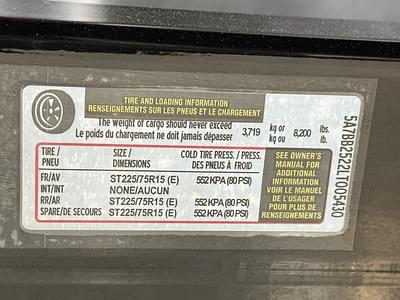 TIRE AND LOADING INFORMATION
RENSEIGNEMENTS SUR LES PNEUS ET LE CHARGEMENT
The weight of cargo should never exceed
Le poids du chargement ne doit jamais dépasser
3,719 kg or 8,200 lbs.
kg ou lb.
TIRE / SIZE / COLD TIRE PRESS. / PRESS.
PNEU DIMENSIONS DES PNEUS À FROID
FR/AV ST225/75R15 (E) 552 KPA (80 PSI)
INT/INT NONE/AUCUN
RR/AR ST225/75R15 (E) 552 KPA (80 PSI)
SPARE/DE SECOURS ST225/75R15 (E) 552 KPA (80 PSI)
SEE OWNER'S
MANUAL FOR
ADDITIONAL
INFORMATION
VOIR LE MANUEL
DE L'USAGER
POUR PLUS DE
RENSEIGNEMENTS